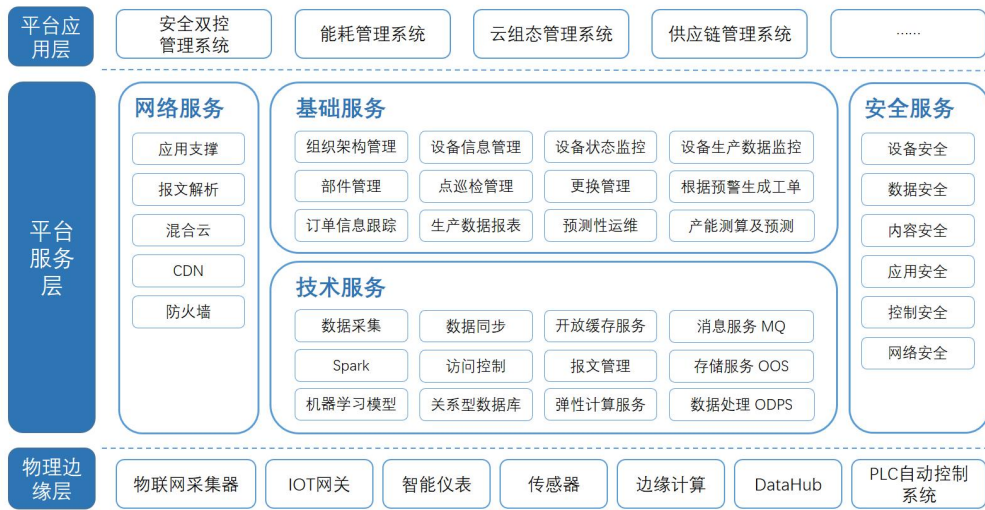 平台应
用层
安全双控
管理系统
能耗管理系统
云组态管理系统
供应链管理系统
......
平台
服务
层
网络服务
应用支撑
报文解析
混合云
CDN
防火墙
基础服务
组织架构管理
设备信息管理
设备状态监控
设备生产数据监控
部件管理
点巡检管理
更换管理
根据预警生成工单
订单信息跟踪
生产数据报表
预测性运维
产能测算及预测
技术服务
数据采集
数据同步
开放缓存服务
消息服务 MQ
Spark
访问控制
报文管理
存储服务 OOS
机器学习模型
关系型数据库
弹性计算服务
数据处理 ODPS
安全服务
设备安全
数据安全
内容安全
应用安全
控制安全
网络安全
物理边
缘层
物联网采集器
IOT网关
智能仪表
传感器
边缘计算
DataHub
PLC自动控制
系统